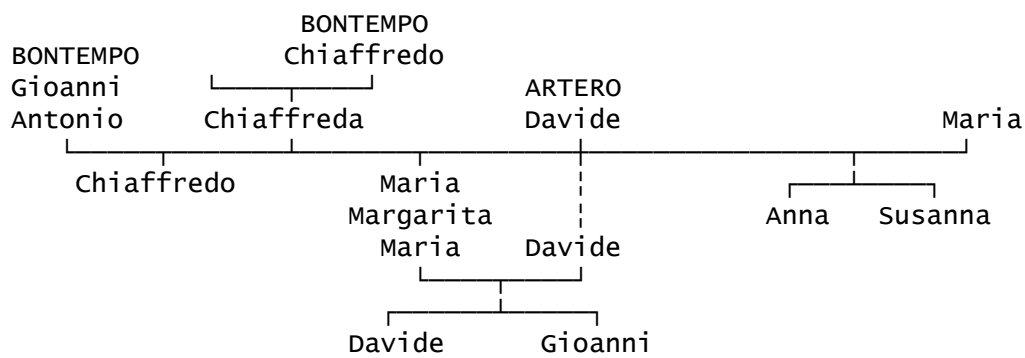 BONTEMPO
BONTEMPO Chiaffredo
Gioanni ARTERO
Antonio Chiaffreda Davide Maria
Chiaffredo Maria
Margarita Anna Susanna
Maria Davide
Davide Gioanni